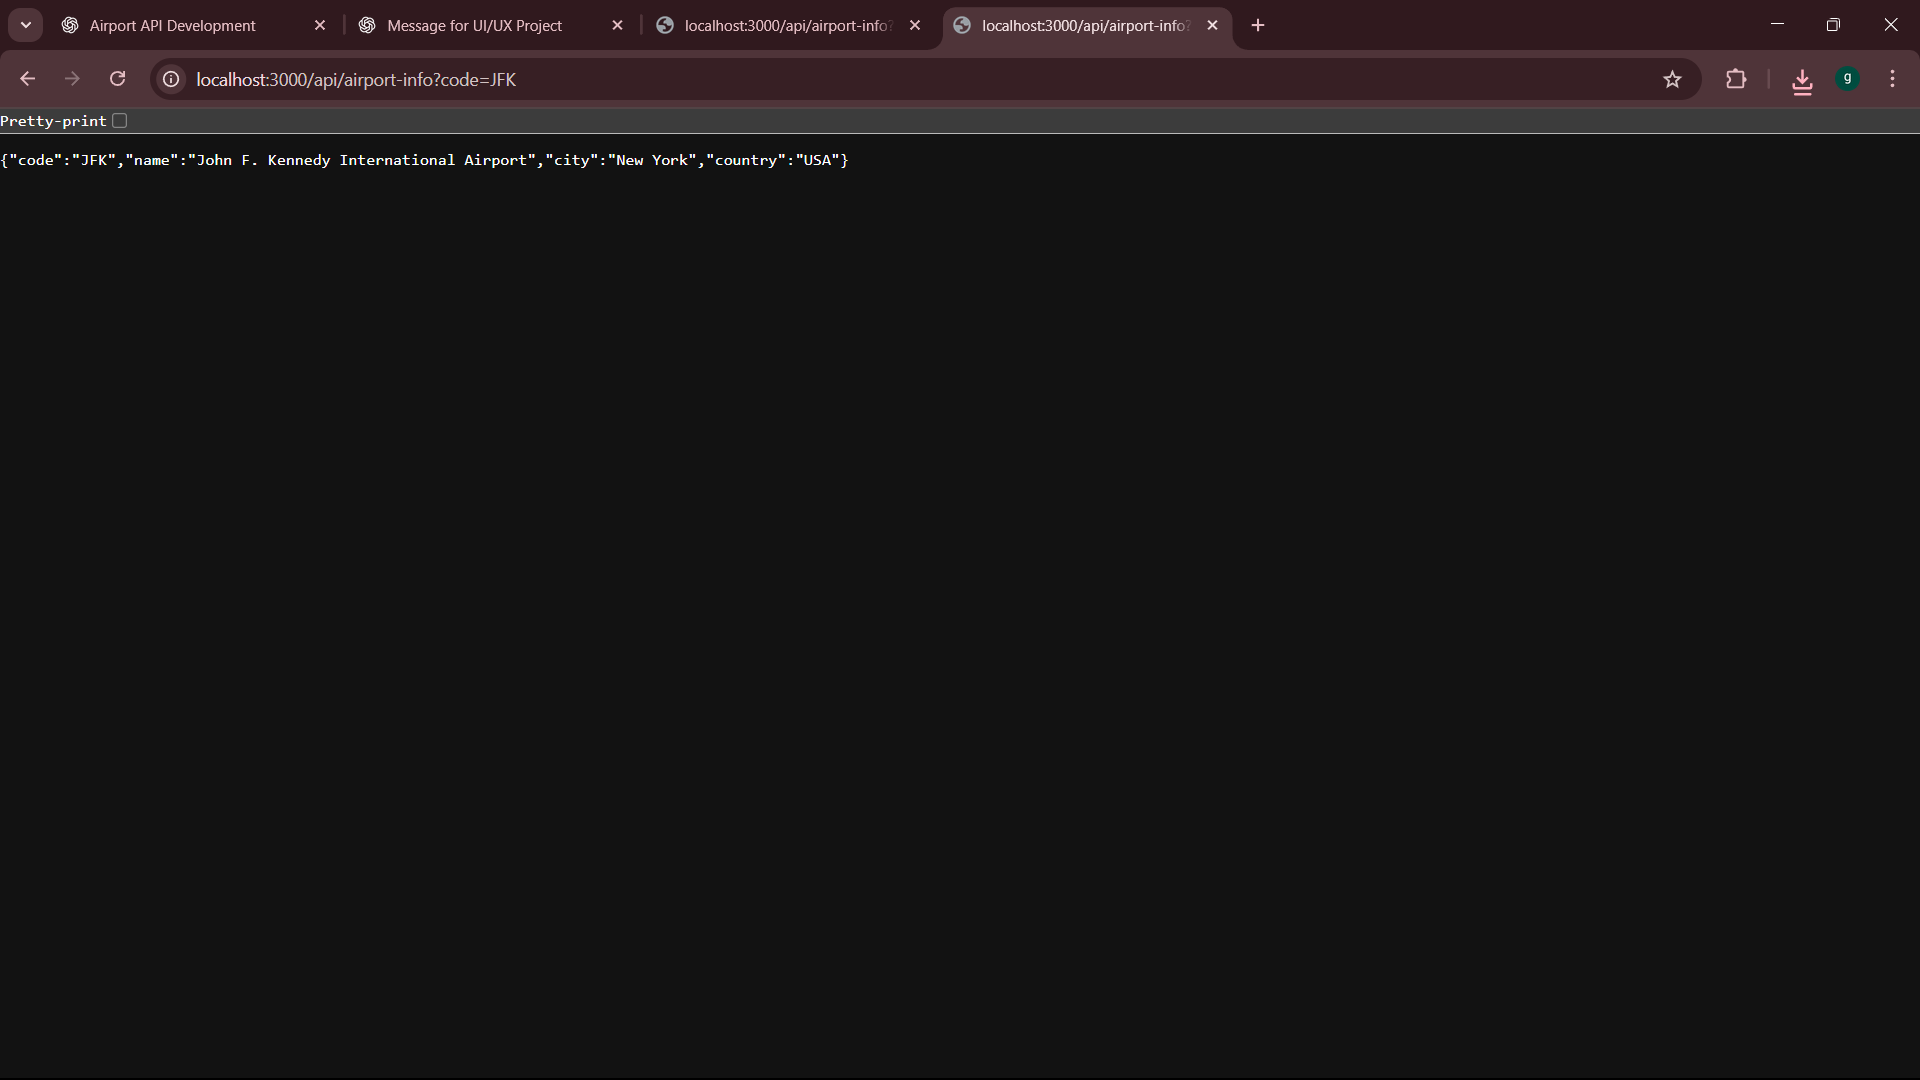 Airport API Development
Message for UI/UX Project
localhost:3000/api/airport-info?
localhost:3000/api/airport-info?
localhost:3000/api/airport-info?code=JFK
g
Pretty-print
{"code":"JFK","name":"John F. Kennedy International Airport","city":"New York","country":"USA"}